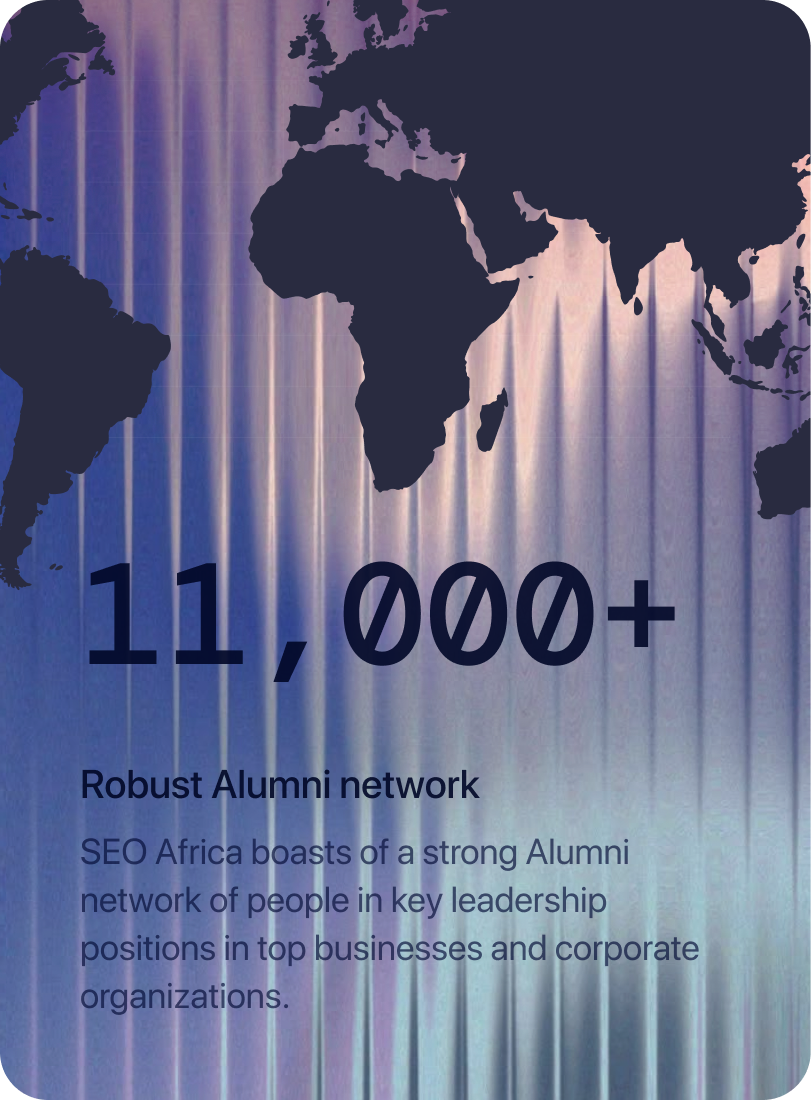 11,000+
Robust Alumni network
SEO Africa boasts of a strong Alumni
network of people in key leadership
positions in top businesses and corporate
organizations.